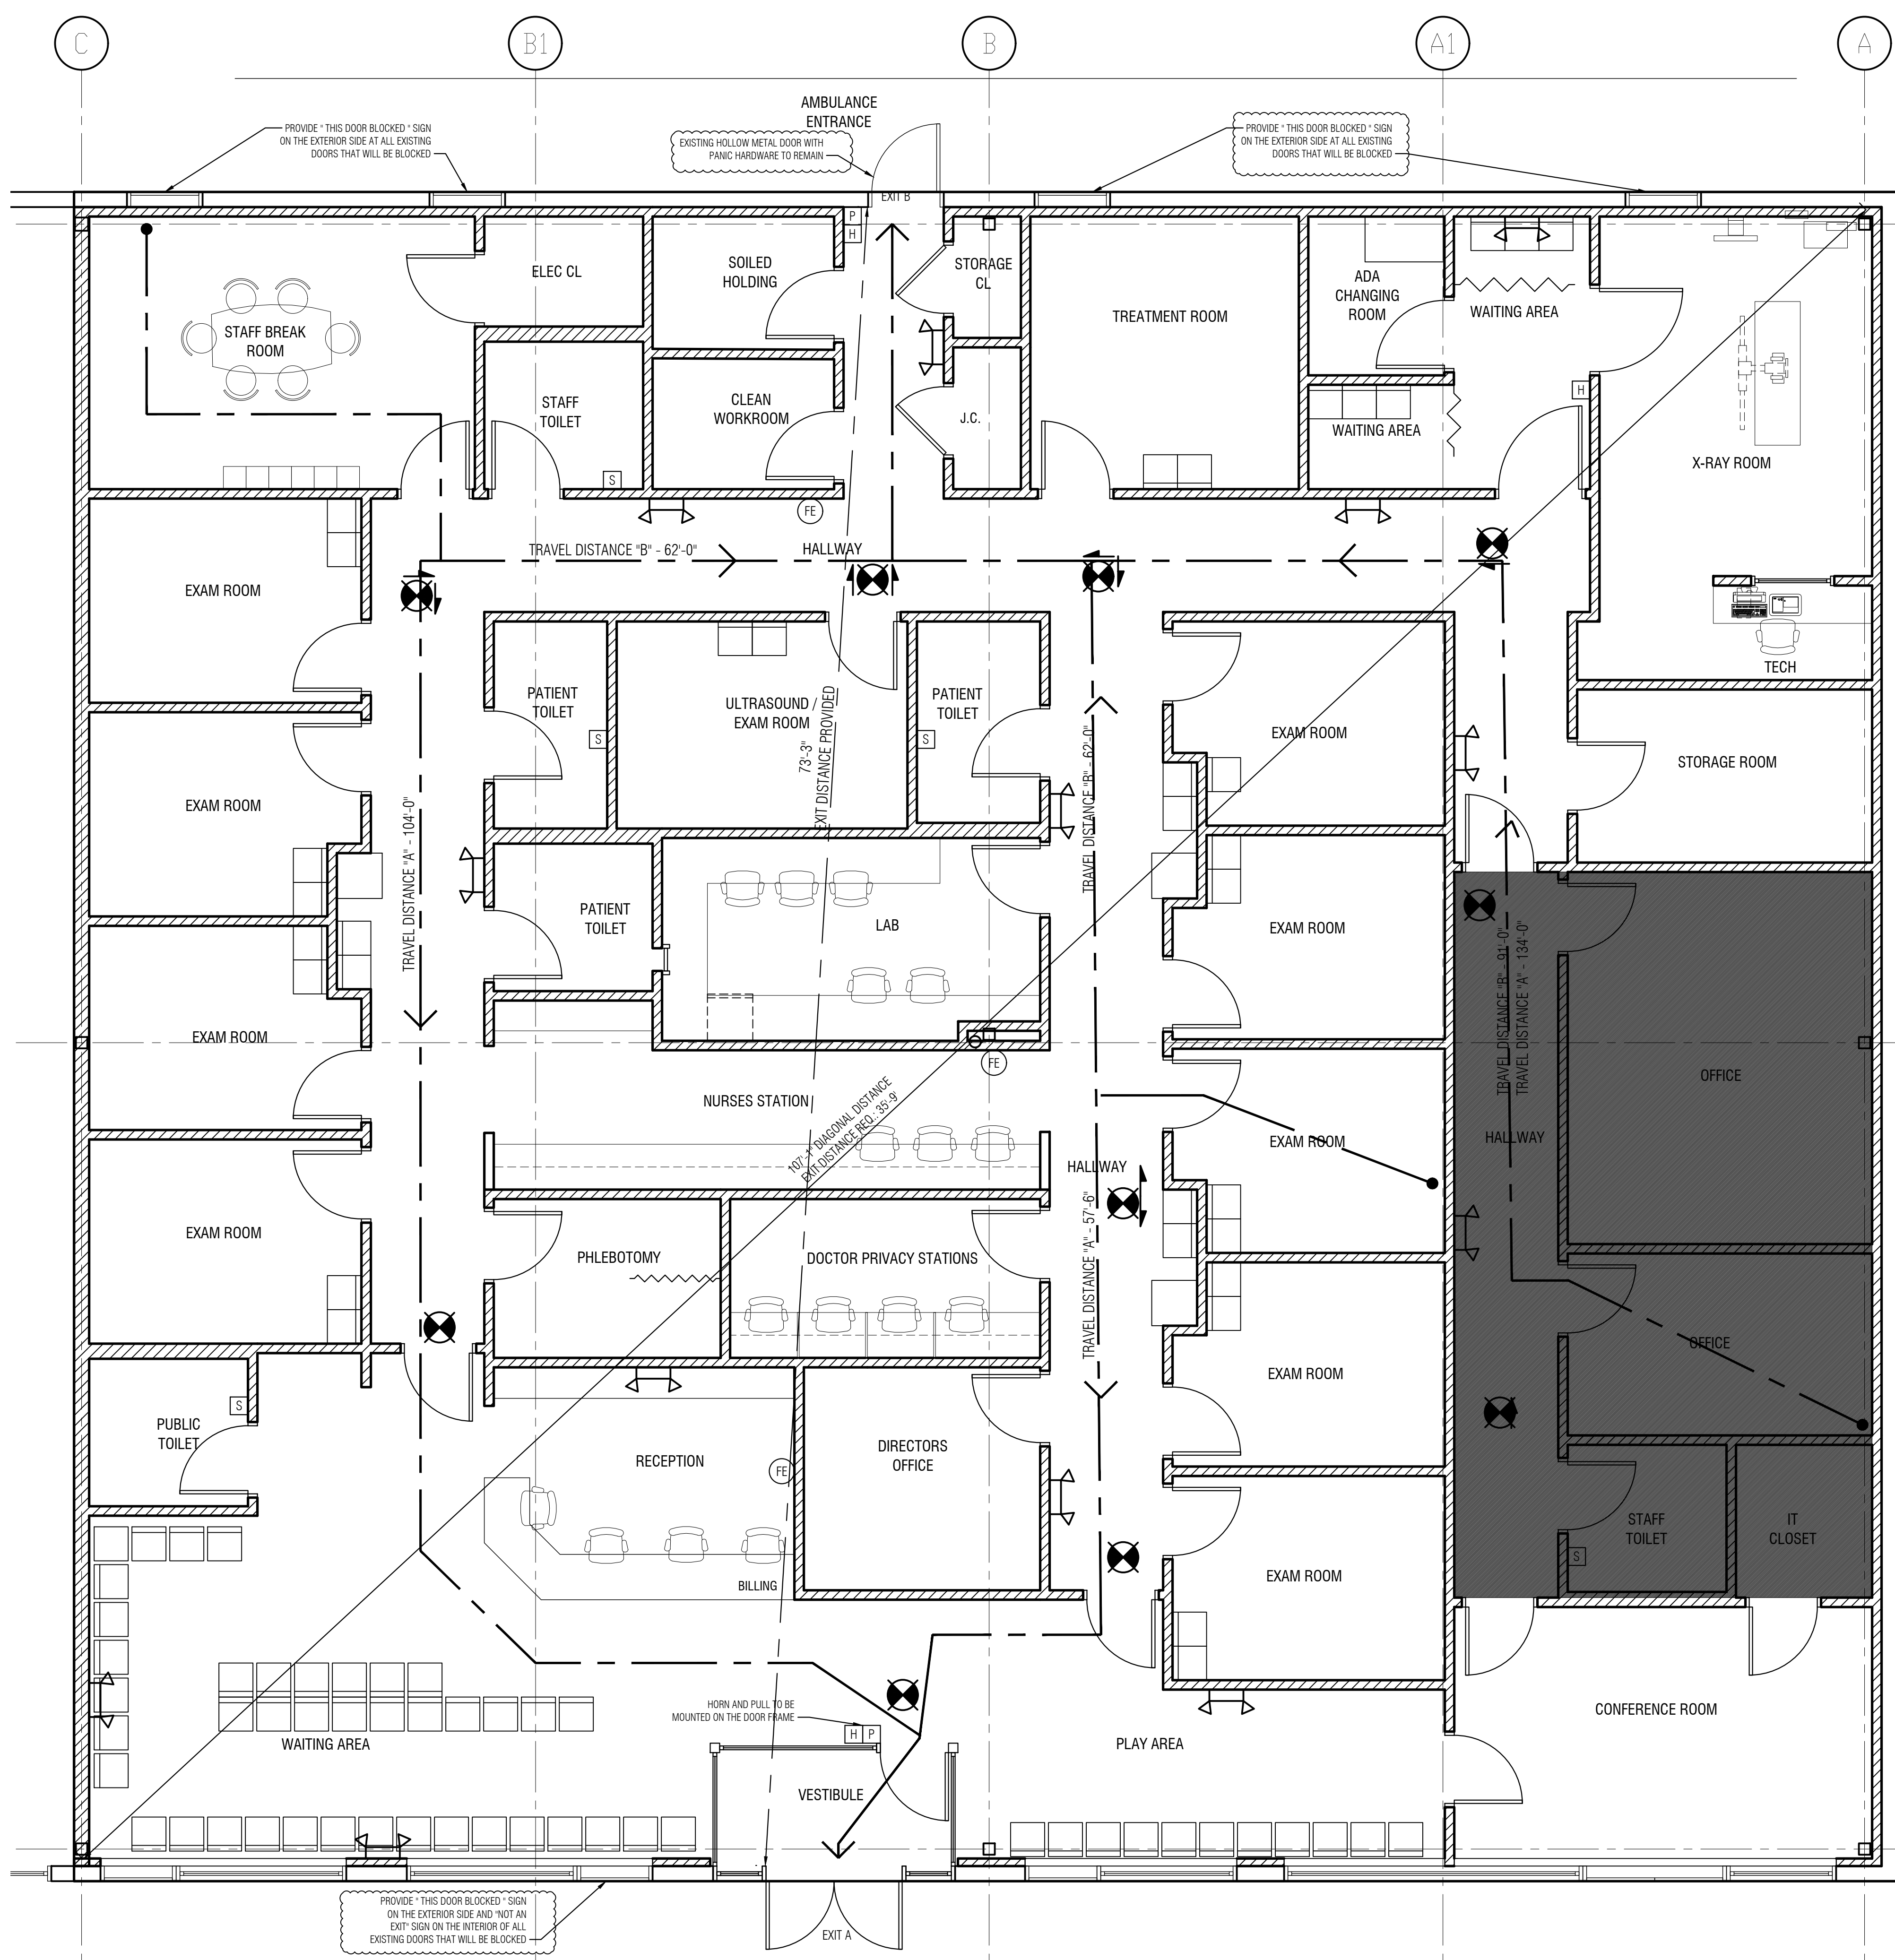 C
B1
B
A1
A
AMBULANCE
ENTRANCE
PROVIDE " THIS DOOR BLOCKED " SIGN
ON THE EXTERIOR SIDE AT ALL EXISTING
DOORS THAT WILL BE BLOCKED
EXISTING HOLLOW METAL DOOR WITH
PANIC HARDWARE TO REMAIN
PROVIDE " THIS DOOR BLOCKED " SIGN
ON THE EXTERIOR SIDE AT ALL EXISTING
DOORS THAT WILL BE BLOCKED
EXIT B
P
H
ELEC CL
SOILED
HOLDING
STORAGE
CL
ADA
CHANGING
ROOM
WAITING AREA
TREATMENT ROOM
STAFF BREAK
ROOM
STAFF
TOILET
S
CLEAN
WORKROOM
J.C.
WAITING AREA
H
X-RAY ROOM
FE
TRAVEL DISTANCE "B" - 62'-0"
HALLWAY
EXAM ROOM
TECH
PATIENT
TOILET
S
ULTRASOUND /
EXAM ROOM
PATIENT
TOILET
S
EXAM ROOM
STORAGE ROOM
73'-3"
EXIT DISTANCE PROVIDED
TRAVEL DISTANCE "B" - 62'-0"
EXAM ROOM
TRAVEL DISTANCE "A" - 104'-0"
PATIENT
TOILET
LAB
EXAM ROOM
TRAVEL DISTANCE "B" - 91'-0"
TRAVEL DISTANCE "A" - 134'-0"
EXAM ROOM
FE
OFFICE
NURSES STATION
107'-1" DIAGONAL DISTANCE
EXIT DISTANCE REQ.: 35'-9'
HALLWAY
EXAM ROOM
HALLWAY
EXAM ROOM
PHLEBOTOMY
DOCTOR PRIVACY STATIONS
TRAVEL DISTANCE "A" - 57'-6"
OFFICE
EXAM ROOM
S
PUBLIC
TOILET
RECEPTION
FE
DIRECTORS
OFFICE
STAFF
TOILET
S
IT
CLOSET
BILLING
EXAM ROOM
HORN AND PULL TO BE
MOUNTED ON THE DOOR FRAME
H
P
CONFERENCE ROOM
WAITING AREA
PLAY AREA
VESTIBULE
PROVIDE " THIS DOOR BLOCKED " SIGN
ON THE EXTERIOR SIDE AND "NOT AN
EXIT" SIGN ON THE INTERIOR OF ALL
EXISTING DOORS THAT WILL BE BLOCKED
EXIT A